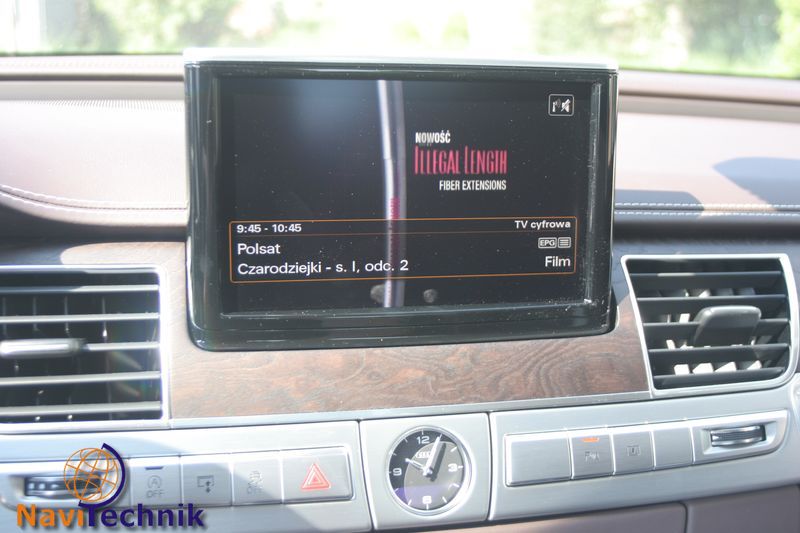 NOWOŚĆ
ILLEGAL LENGTH
FIBER EXTENSIONS
9:45 - 10:45 TV cyfrowa
Polsat EPG
Czarodziejki - s. I, odc. 2 Film
12
OFF OFF
NaviTechnik